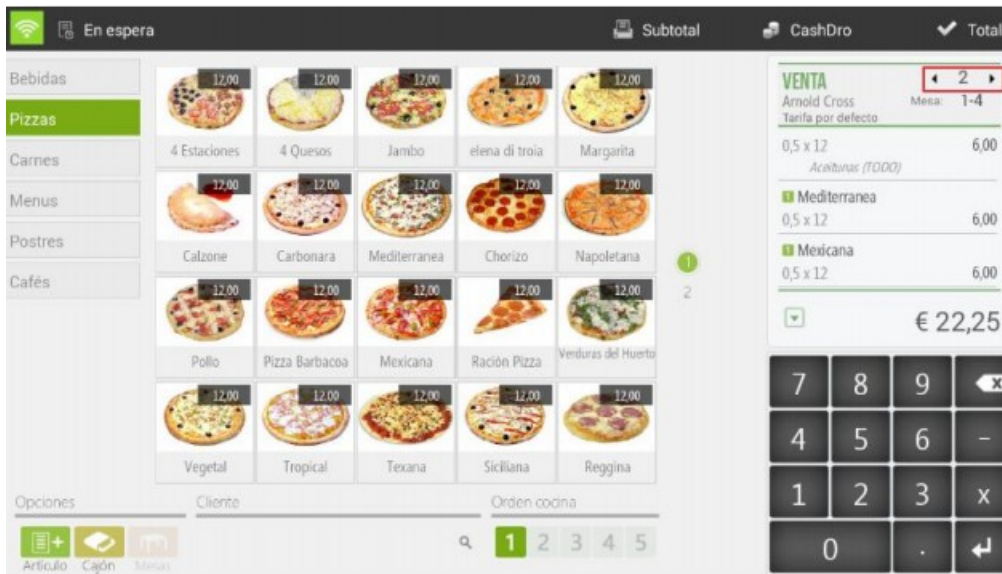 En espera
Subtotal
CashDro
Total
Bebidas
Pizzas
Carnes
Menus
Postres
Cafés
12,00 12,00 12,00 12,00 12,00
4 Estaciones 4 Quesos Jambo elena di troia Margarita
12,00 12,00 12,00 12,00 12,00
Calzone Carbonara Mediterranea Chorizo Napoletana
12,00 12,00 12,00 12,00 12,00
Pollo Pizza Barbacoa Mexicana Ración Pizza Verduras del Huerto
12,00 12,00 12,00 12,00 12,00
Vegetal Tropical Texana Siciliana Reggina
1
2
Opciones
Artículo Cajón Mesas
Cliente
Orden cocina
1 2 3 4 5
VENTA 2
Arnold Cross Mesa: 1-4
Tarifa por defecto
0,5 x 12 6,00
Aceitunas (TODO)
1 Mediterranea
0,5 x 12 6,00
1 Mexicana
0,5 x 12 6,00
€ 22,25
7 8 9 x
4 5 6 -
1 2 3 x
0 .